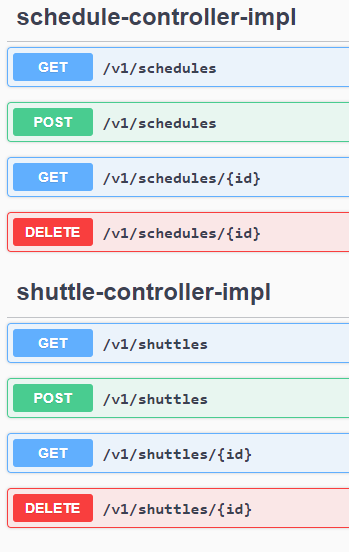 schedule-controller-impl
GET /v1/schedules
POST /v1/schedules
GET /v1/schedules/{id}
DELETE /v1/schedules/{id}
shuttle-controller-impl
GET /v1/shuttles
POST /v1/shuttles
GET /v1/shuttles/{id}
DELETE /v1/shuttles/{id}